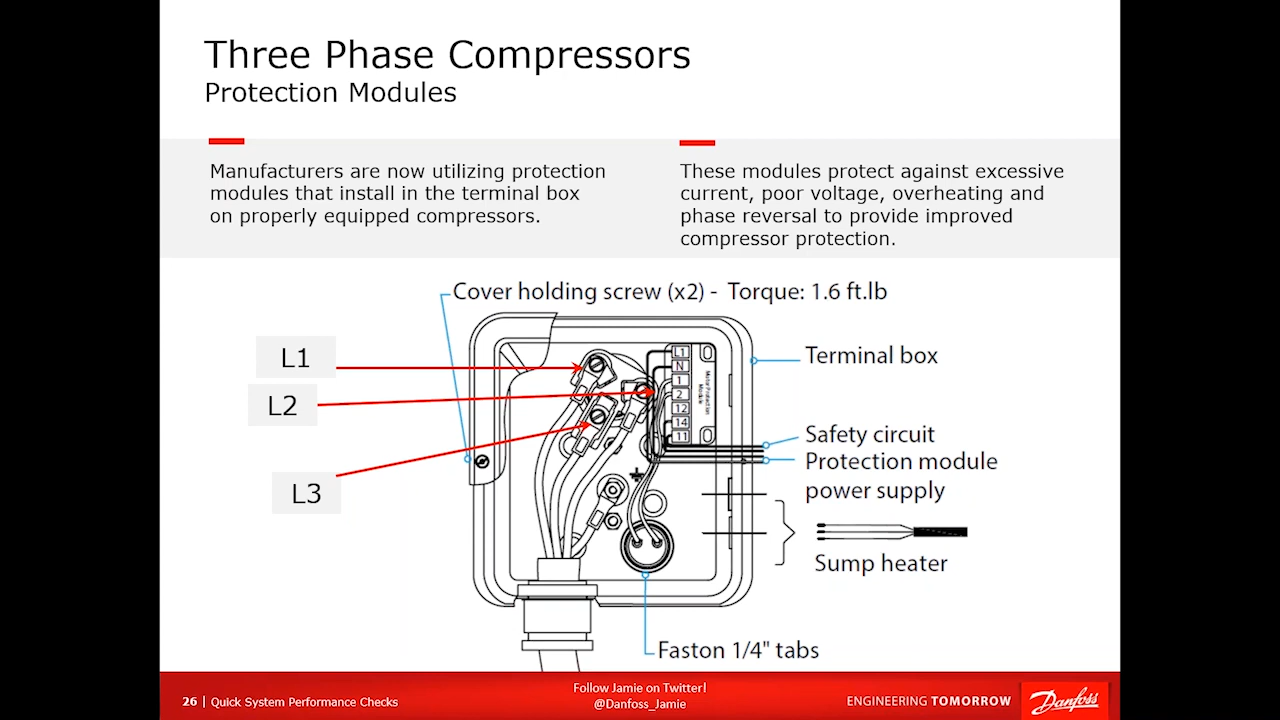 Three Phase Compressors
Protection Modules
Manufacturers are now utilizing protection
modules that install in the terminal box
on properly equipped compressors.
These modules protect against excessive
current, poor voltage, overheating and
phase reversal to provide improved
compressor protection.
Cover holding screw (x2) - Torque: 1.6 ft.lb
L1
L2
L3
L1
N
1
2
12
14
11
Motor Protection
Module
Terminal box
Safety circuit
Protection module
power supply
Sump heater
Faston 1/4" tabs
26 | Quick System Performance Checks
Follow Jamie on Twitter!
@Danfoss_Jamie
ENGINEERING TOMORROW
Danfoss